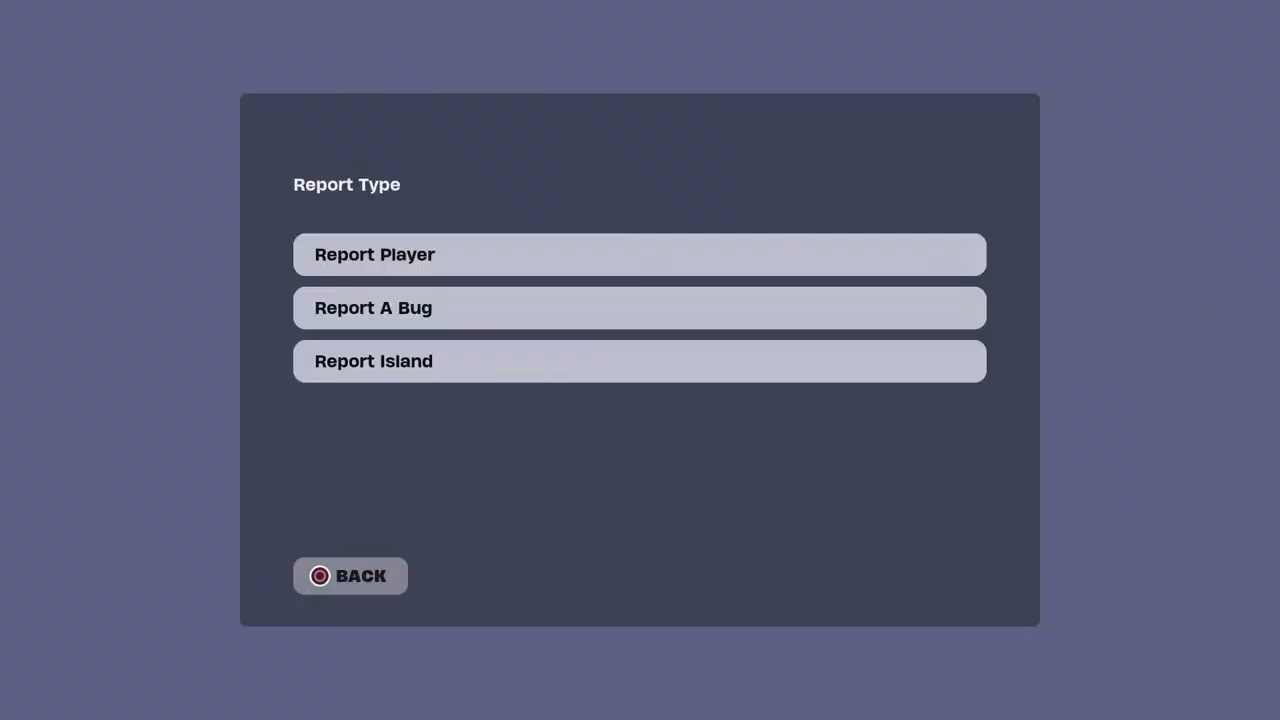 Report Type
Report Player
Report A Bug
Report Island
BACK